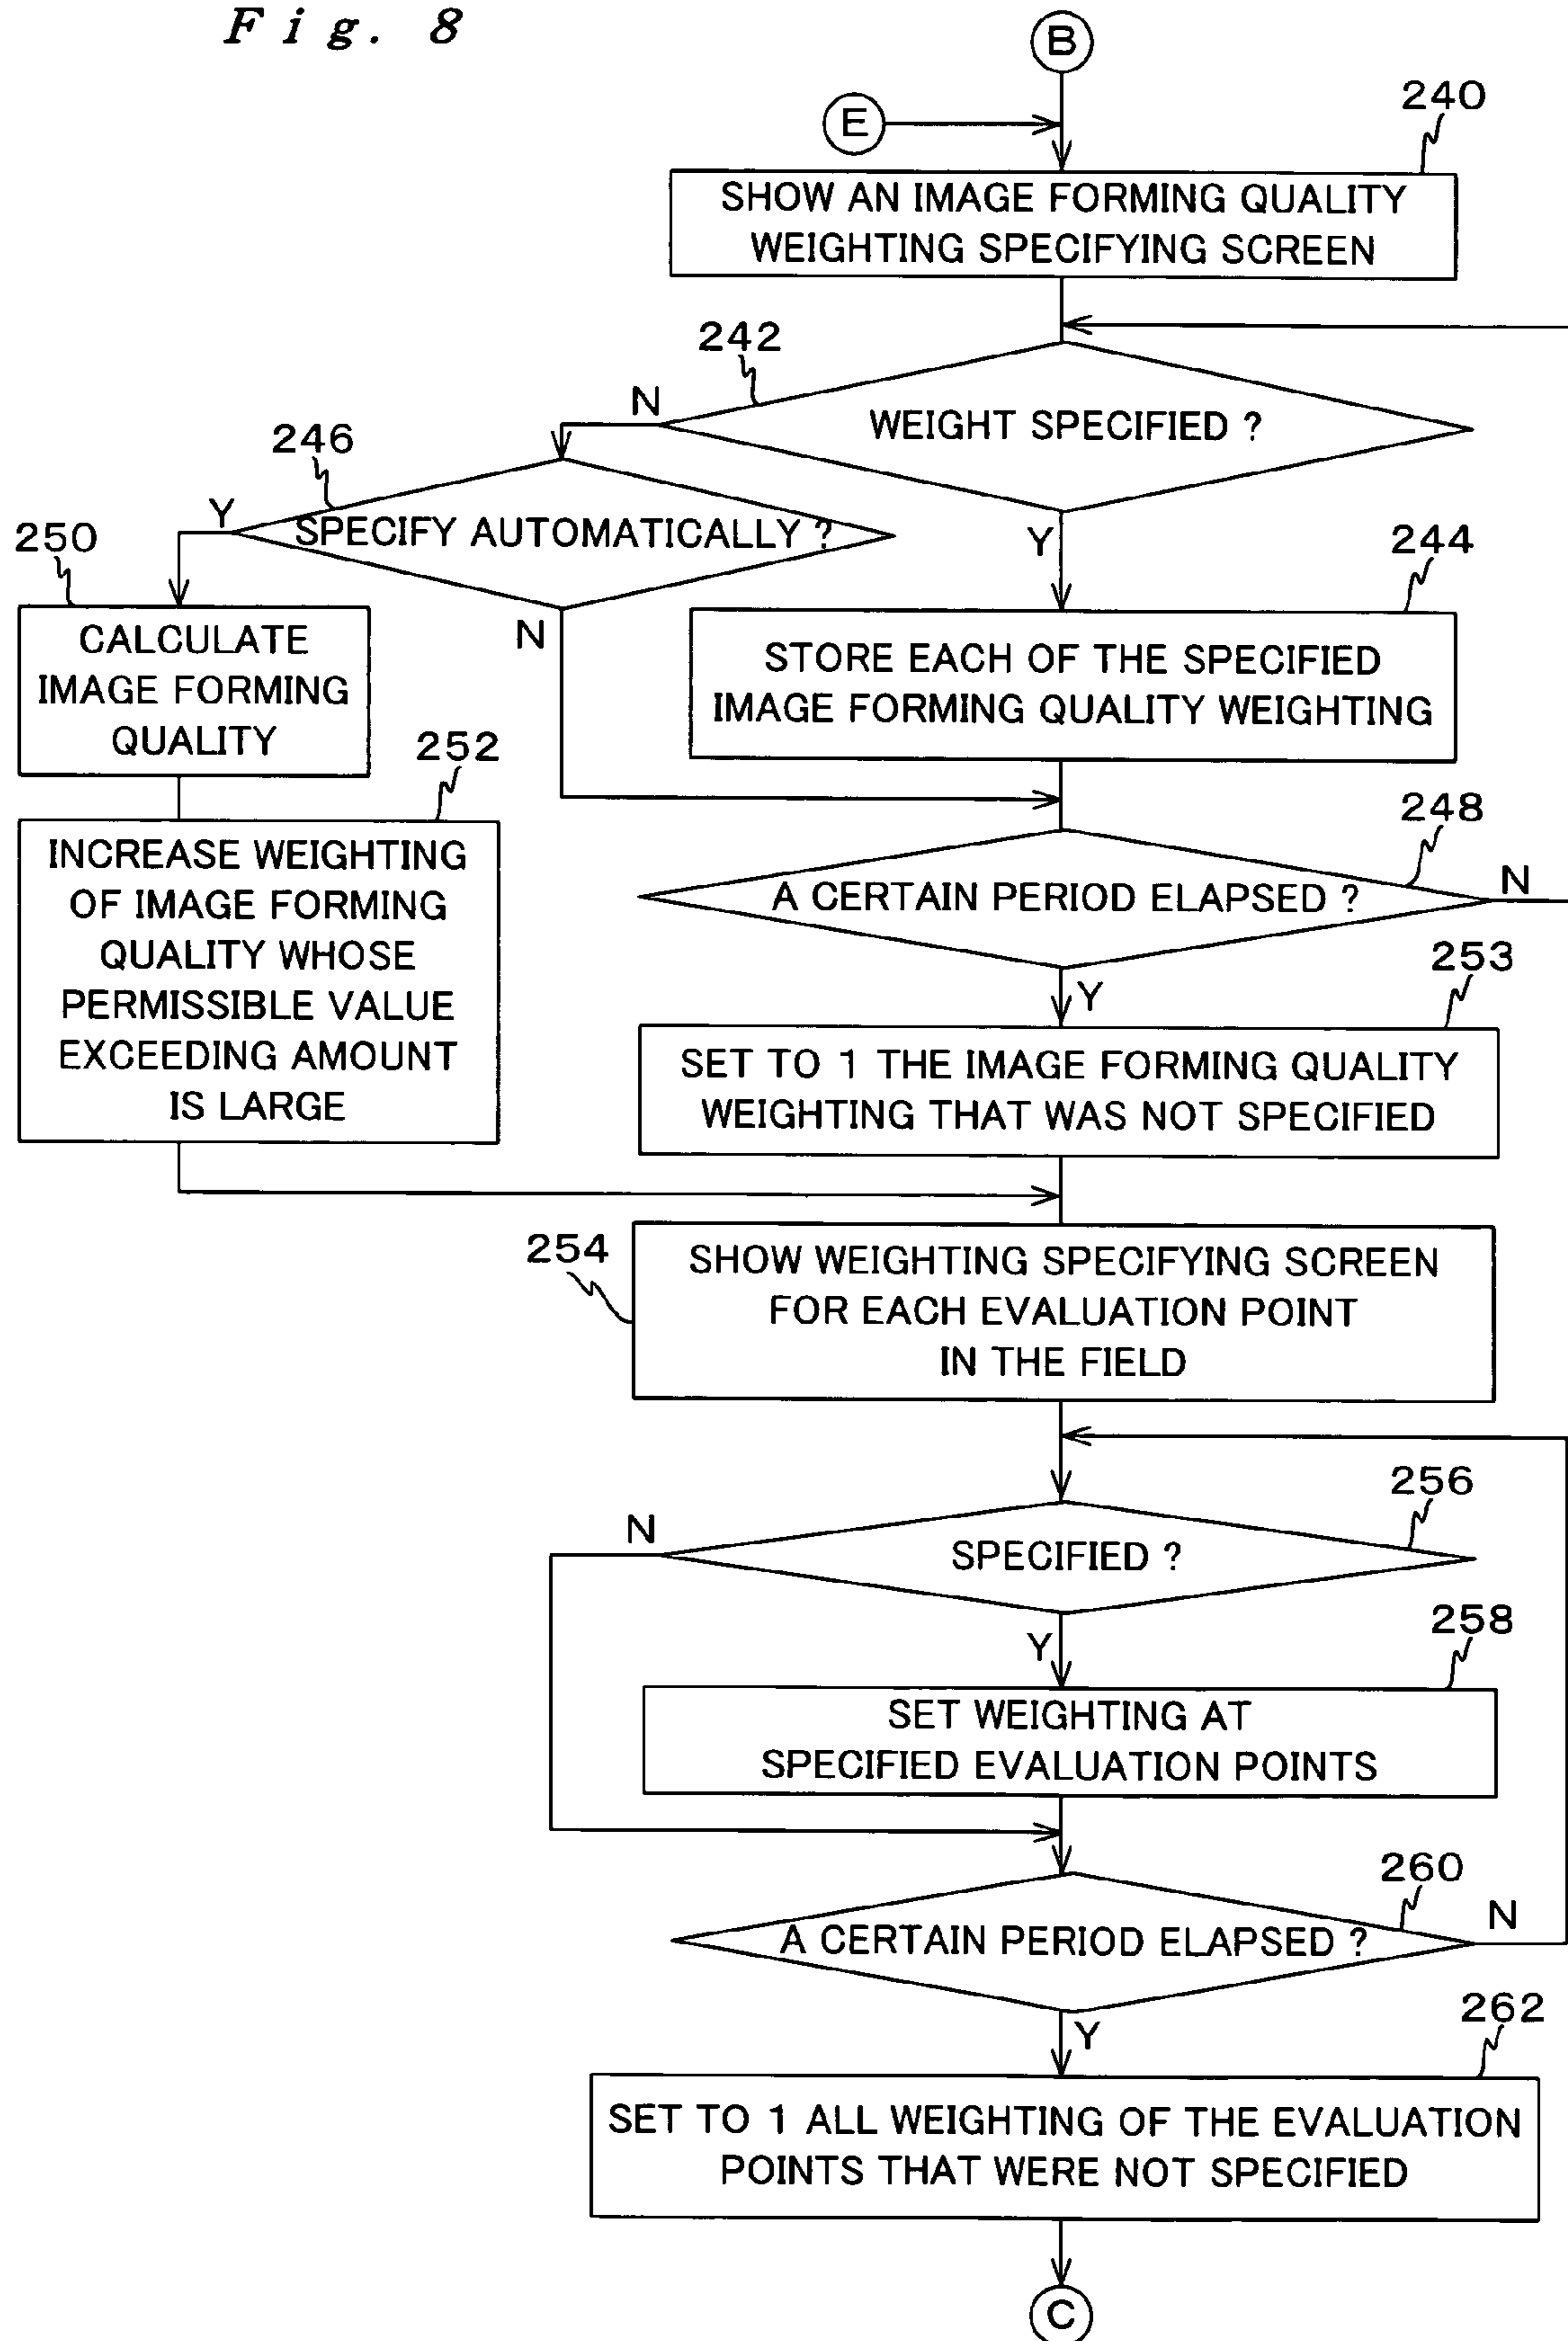 Fig. 8
B
E
240
SHOW AN IMAGE FORMING QUALITY
WEIGHTING SPECIFYING SCREEN
242
N
WEIGHT SPECIFIED ?
246
Y
SPECIFY AUTOMATICALLY ?
Y
244
250
N
CALCULATE
IMAGE FORMING
QUALITY
STORE EACH OF THE SPECIFIED
IMAGE FORMING QUALITY WEIGHTING
252
248
INCREASE WEIGHTING
OF IMAGE FORMING
QUALITY WHOSE
PERMISSIBLE VALUE
EXCEEDING AMOUNT
IS LARGE
A CERTAIN PERIOD ELAPSED ?
N
Y
253
SET TO 1 THE IMAGE FORMING QUALITY
WEIGHTING THAT WAS NOT SPECIFIED
254
SHOW WEIGHTING SPECIFYING SCREEN
FOR EACH EVALUATION POINT
IN THE FIELD
256
N
SPECIFIED ?
Y
258
SET WEIGHTING AT
SPECIFIED EVALUATION POINTS
260
A CERTAIN PERIOD ELAPSED ?
N
Y
262
SET TO 1 ALL WEIGHTING OF THE EVALUATION
POINTS THAT WERE NOT SPECIFIED
C